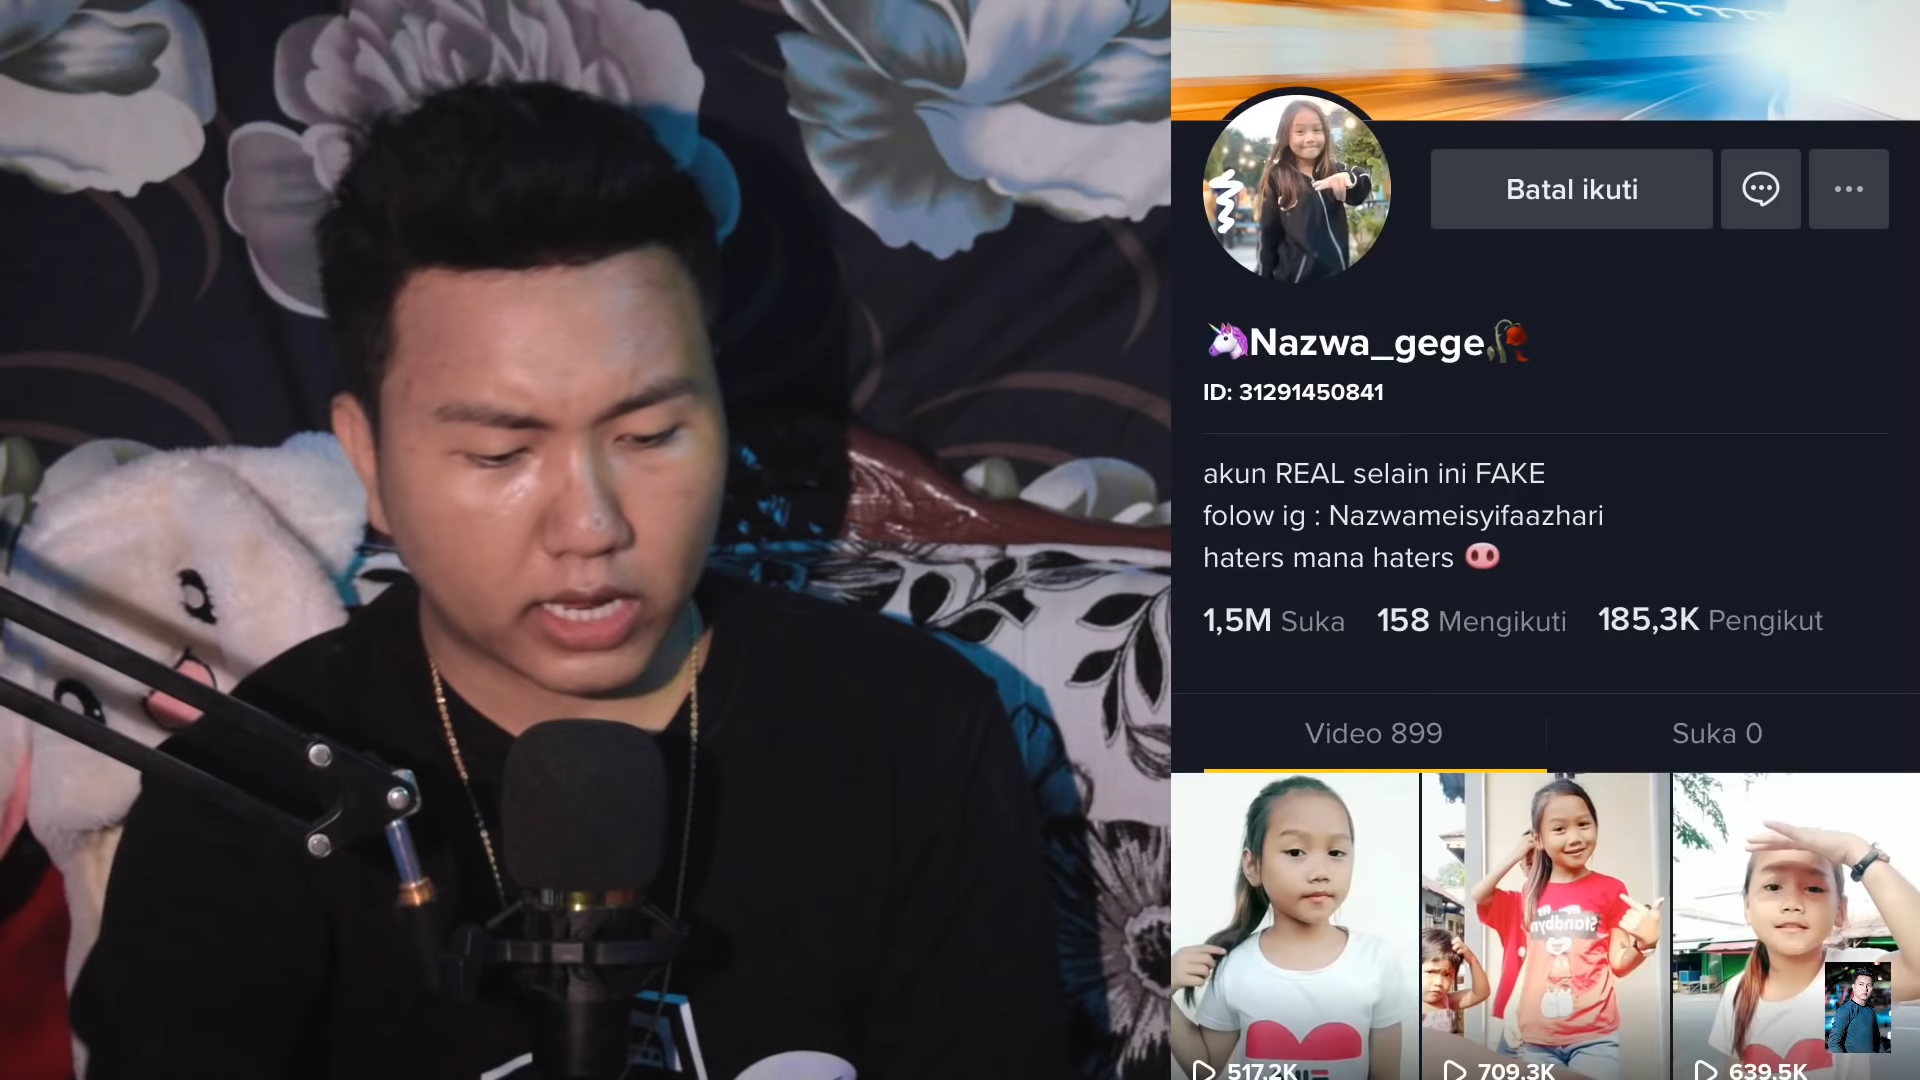 Batal ikuti
🦄Nazwa_gege🥀
ID: 31291450841
akun REAL selain ini FAKE
folow ig : Nazwameisyifaazhari
haters mana haters 🐽
1,5M Suka 158 Mengikuti 185,3K Pengikut
Video 899 Suka 0
Standby
517,2K 709,3K 639,5K